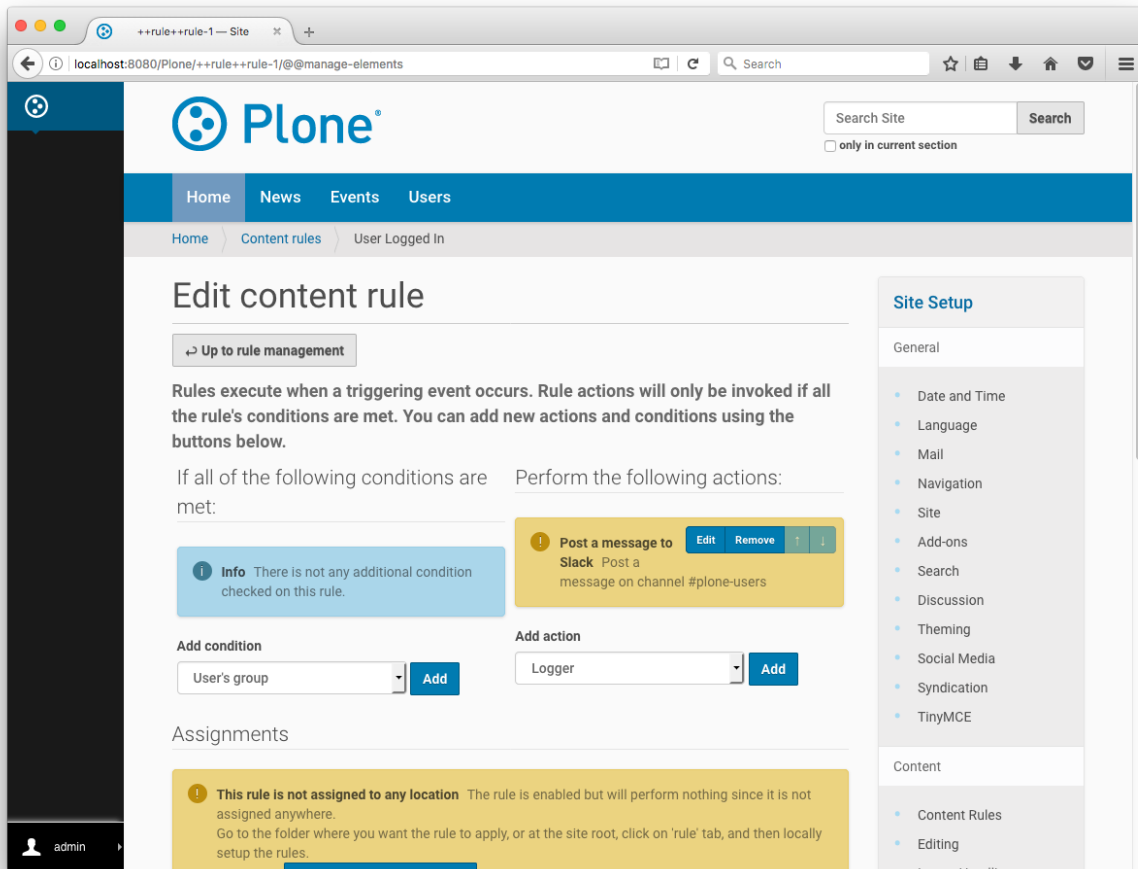 ++rule++rule-1 — Site
localhost:8080/Plone/++rule++rule-1/@@manage-elements
Search
Plone®
Search Site
Search
only in current section
Home
News
Events
Users
Home
Content rules
User Logged In
Edit content rule
Up to rule management
Rules execute when a triggering event occurs. Rule actions will only be invoked if all
the rule's conditions are met. You can add new actions and conditions using the
buttons below.
If all of the following conditions are
met:
Info There is not any additional condition
checked on this rule.
Add condition
User's group
Add
Perform the following actions:
Post a message to
Slack Post a
message on channel #plone-users
Edit
Remove
↑
↓
Add action
Logger
Add
Assignments
This rule is not assigned to any location The rule is enabled but will perform nothing since it is not
assigned anywhere.
Go to the folder where you want the rule to apply, or at the site root, click on 'rule' tab, and then locally
setup the rules.
Site Setup
General
Date and Time
Language
Mail
Navigation
Site
Add-ons
Search
Discussion
Theming
Social Media
Syndication
TinyMCE
Content
Content Rules
Editing
admin